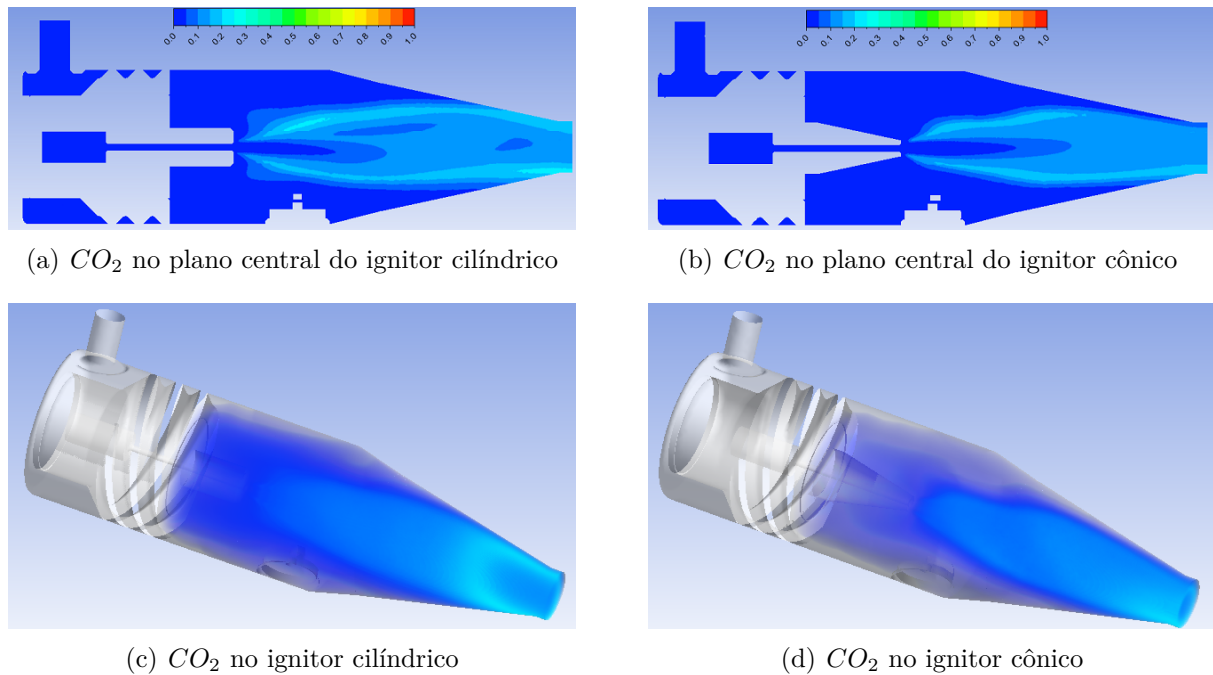 0.0 0.1 0.2 0.3 0.4 0.5 0.6 0.7 0.8 0.9 1.0
0.0 0.1 0.2 0.3 0.4 0.5 0.6 0.7 0.8 0.9 1.0
(a) CO₂ no plano central do ignitor cilíndrico
(b) CO₂ no plano central do ignitor cônico
(c) CO₂ no ignitor cilíndrico
(d) CO₂ no ignitor cônico